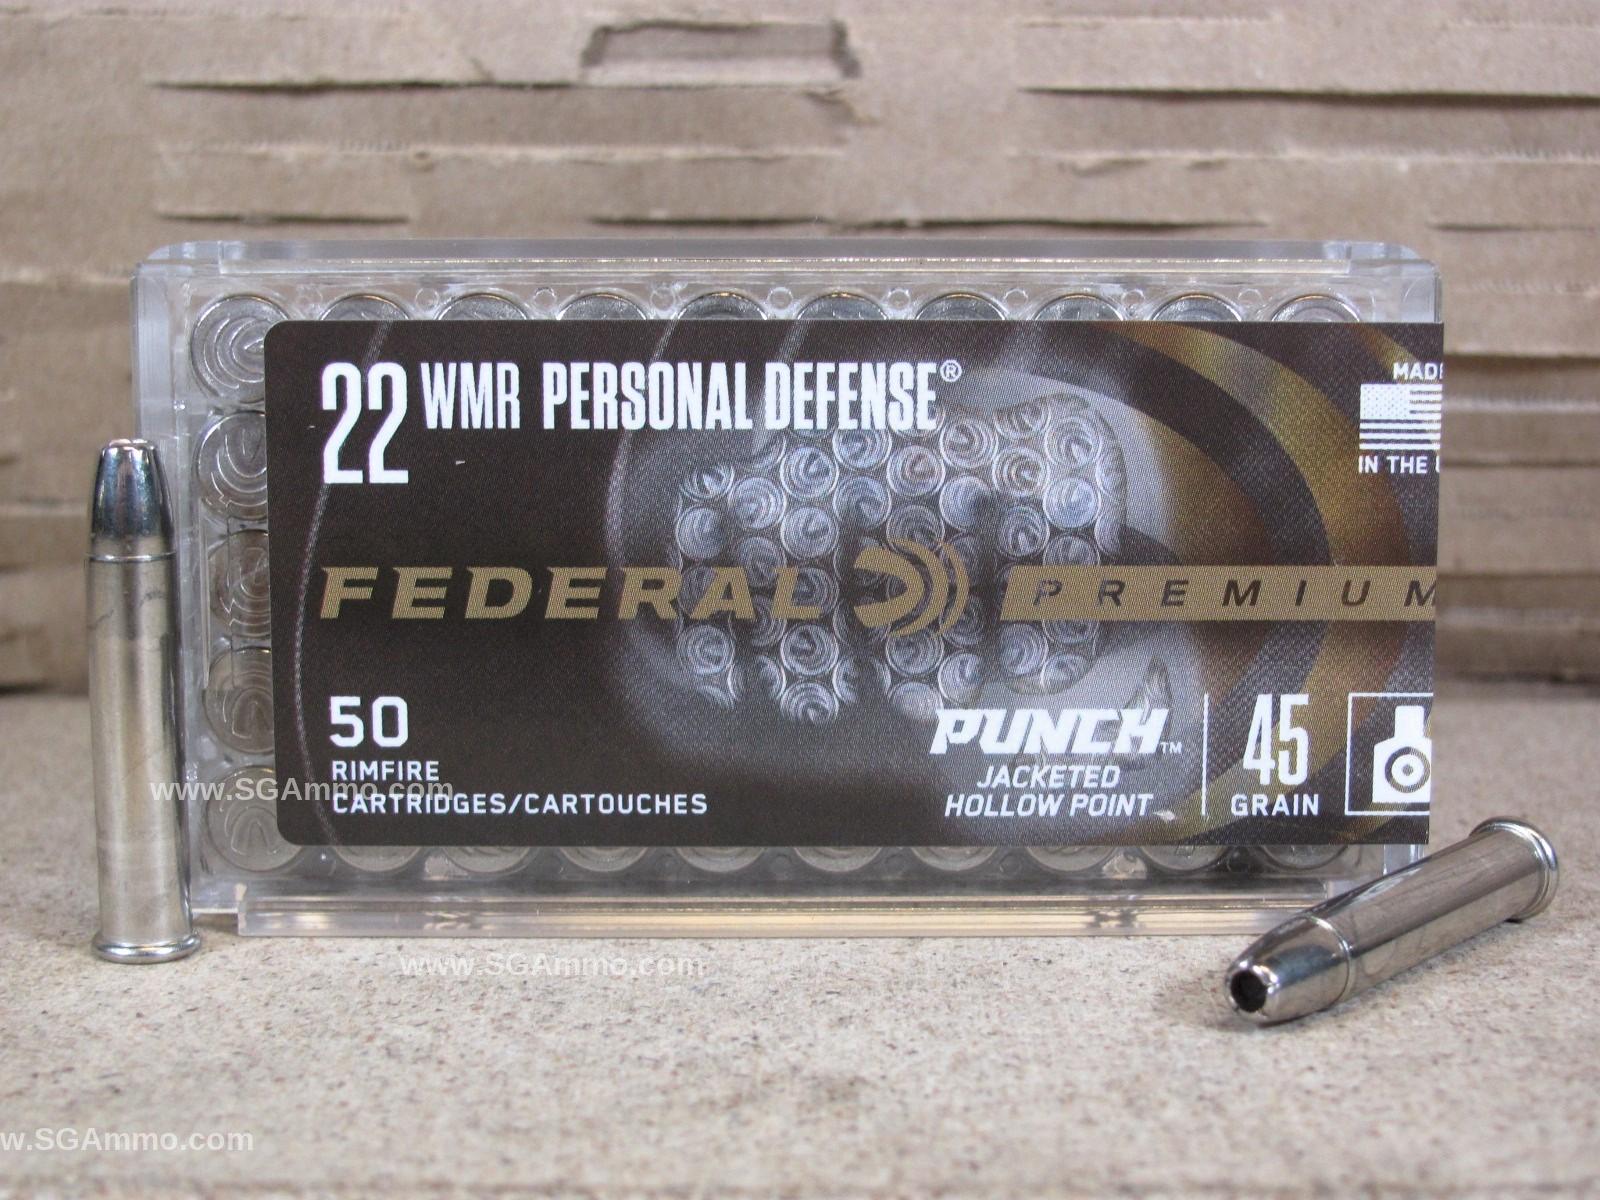 22 WMR PERSONAL DEFENSE®
MADE
IN THE
FEDERAL PREMIUM
50
RIMFIRE
CARTRIDGES/CARTOUCHES
PUNCH™
JACKETED
HOLLOW POINT
45
GRAIN
www.SGAmmo.com
www.SGAmmo.com
w.SGAmmo.com